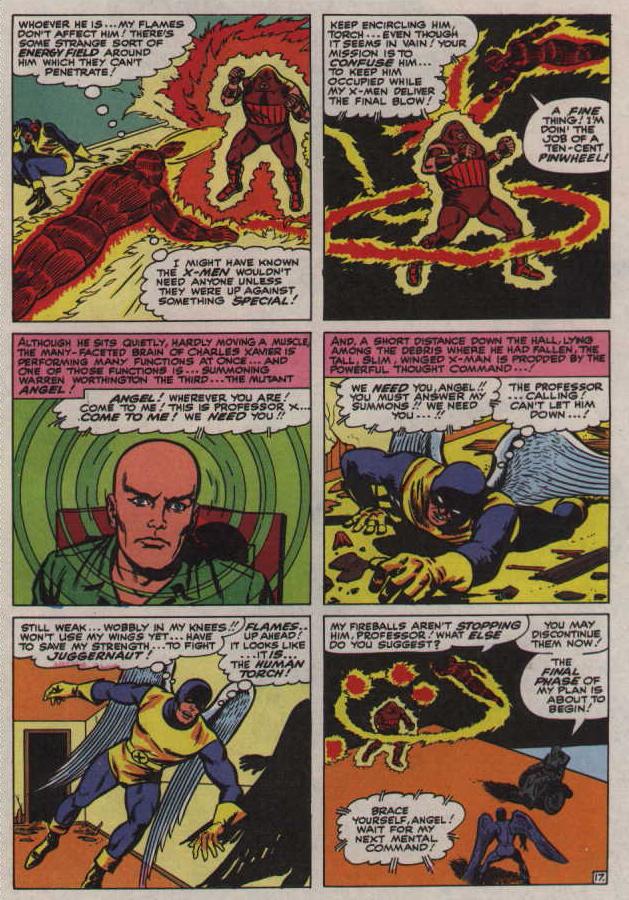 WHOEVER HE IS...MY FLAMES
DON'T AFFECT HIM! THERE'S
SOME STRANGE SORT OF
ENERGY FIELD AROUND
HIM WHICH THEY CAN'T
PENETRATE!
I MIGHT HAVE KNOWN
THE X-MEN WOULDN'T
NEED ANYONE UNLESS
THEY WERE UP AGAINST
SOMETHING SPECIAL!
KEEP ENCIRCLING HIM,
TORCH...EVEN THOUGH
IT SEEMS IN VAIN! YOUR
MISSION IS TO
CONFUSE HIM...
TO KEEP HIM
OCCUPIED WHILE
MY X-MEN DELIVER
THE FINAL BLOW!
A FINE
THING! I'M
DOIN' THE
JOB OF A
TEN-CENT
PINWHEEL!
ALTHOUGH HE SITS QUIETLY, HARDLY MOVING A MUSCLE,
THE MANY-FACETED BRAIN OF CHARLES XAVIER IS
PERFORMING MANY FUNCTIONS AT ONCE...AND
ONE OF THOSE FUNCTIONS IS...SUMMONING
WARREN WORTHINGTON THE THIRD...THE MUTANT
ANGEL!
ANGEL! WHEREVER YOU ARE!
COME TO ME! THIS IS PROFESSOR X...
COME TO ME! WE NEED YOU!!
AND, A SHORT DISTANCE DOWN THE HALL, LYING
AMONG THE DEBRIS WHERE HE HAD FALLEN, THE
TALL, SLIM, WINGED X-MAN IS PRODDED BY THE
POWERFUL THOUGHT COMMAND...!
WE NEED YOU, ANGEL!!
YOU MUST ANSWER MY
SUMMONS!! WE NEED
YOU...!!
THE PROFESSOR
...CALLING!
CAN'T LET HIM
DOWN...!
STILL WEAK...WOBBLY IN MY KNEES!!
WON'T USE MY WINGS YET...HAVE
TO SAVE MY STRENGTH...TO FIGHT
JUGGERNAUT!
FLAMES..
UP AHEAD!
IT LOOKS LIKE
...IT IS...
THE HUMAN
TORCH!
MY FIREBALLS AREN'T STOPPING
HIM, PROFESSOR! WHAT ELSE
DO YOU SUGGEST?
YOU MAY
DISCONTINUE
THEM NOW!
THE
FINAL
PHASE OF
MY PLAN IS
ABOUT TO
BEGIN!
BRACE
YOURSELF, ANGEL!
WAIT FOR MY
NEXT MENTAL
COMMAND!
17